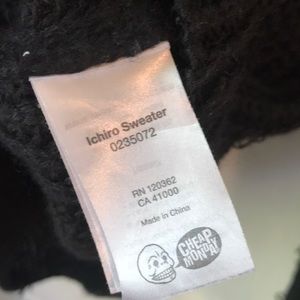 Ichiro Sweater
0235072
RN 120362
CA 41000
Made in China
CHEAP
MONDAY